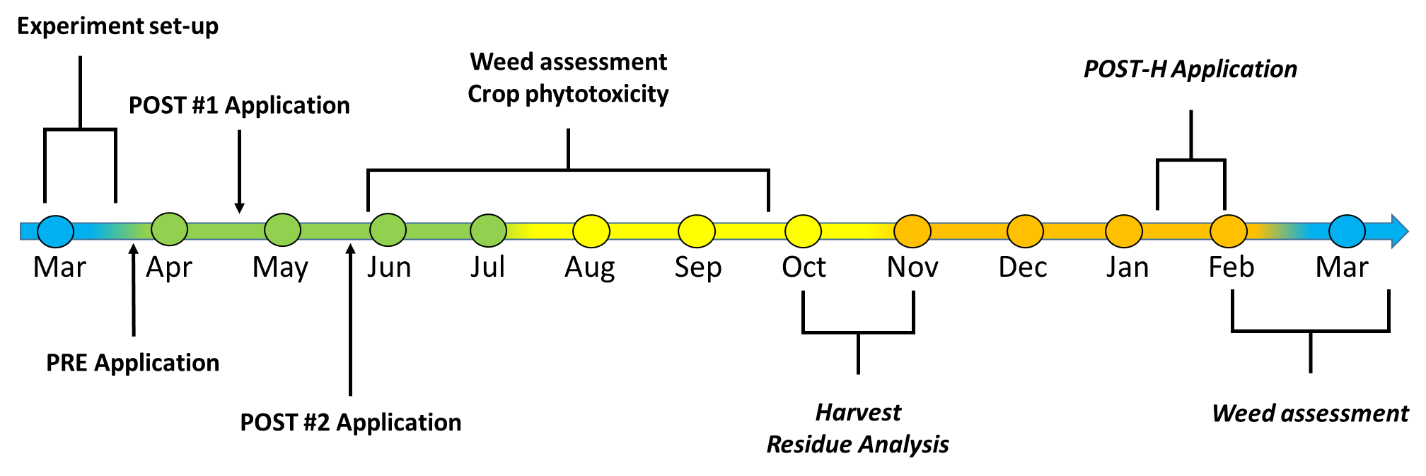 Experiment set-up
POST #1 Application
Weed assessment
Crop phytotoxicity
POST-H Application
Mar Apr May Jun Jul Aug Sep Oct Nov Dec Jan Feb Mar
PRE Application
POST #2 Application
Harvest
Residue Analysis
Weed assessment